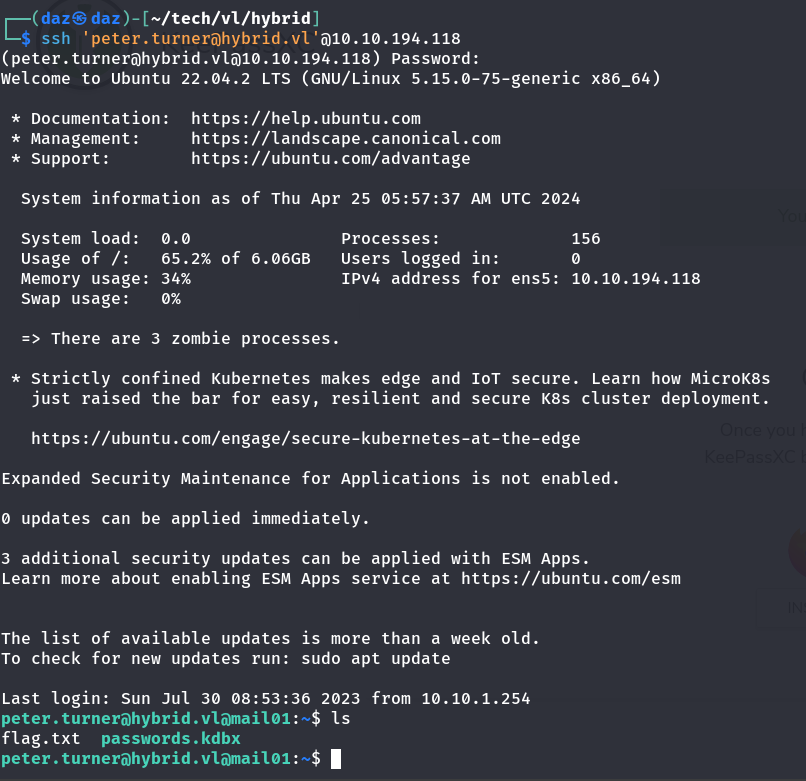 ┌──(daz㉿daz)-[~/tech/vl/hybrid]
└─$ ssh 'peter.turner@hybrid.vl'@10.10.194.118
(peter.turner@hybrid.vl@10.10.194.118) Password:
Welcome to Ubuntu 22.04.2 LTS (GNU/Linux 5.15.0-75-generic x86_64)

 * Documentation:  https://help.ubuntu.com
 * Management:     https://landscape.canonical.com
 * Support:        https://ubuntu.com/advantage

  System information as of Thu Apr 25 05:57:37 AM UTC 2024

  System load:  0.0               Processes:             156
  Usage of /:   65.2% of 6.06GB   Users logged in:       0
  Memory usage: 34%               IPv4 address for ens5: 10.10.194.118
  Swap usage:   0%

  => There are 3 zombie processes.

 * Strictly confined Kubernetes makes edge and IoT secure. Learn how MicroK8s
   just raised the bar for easy, resilient and secure K8s cluster deployment.

   https://ubuntu.com/engage/secure-kubernetes-at-the-edge

Expanded Security Maintenance for Applications is not enabled.

0 updates can be applied immediately.

3 additional security updates can be applied with ESM Apps.
Learn more about enabling ESM Apps service at https://ubuntu.com/esm

The list of available updates is more than a week old.
To check for new updates run: sudo apt update

Last login: Sun Jul 30 08:53:36 2023 from 10.10.1.254
peter.turner@hybrid.vl@mail01:~$ ls
flag.txt  passwords.kdbx
peter.turner@hybrid.vl@mail01:~$
Once you
KeePassXC